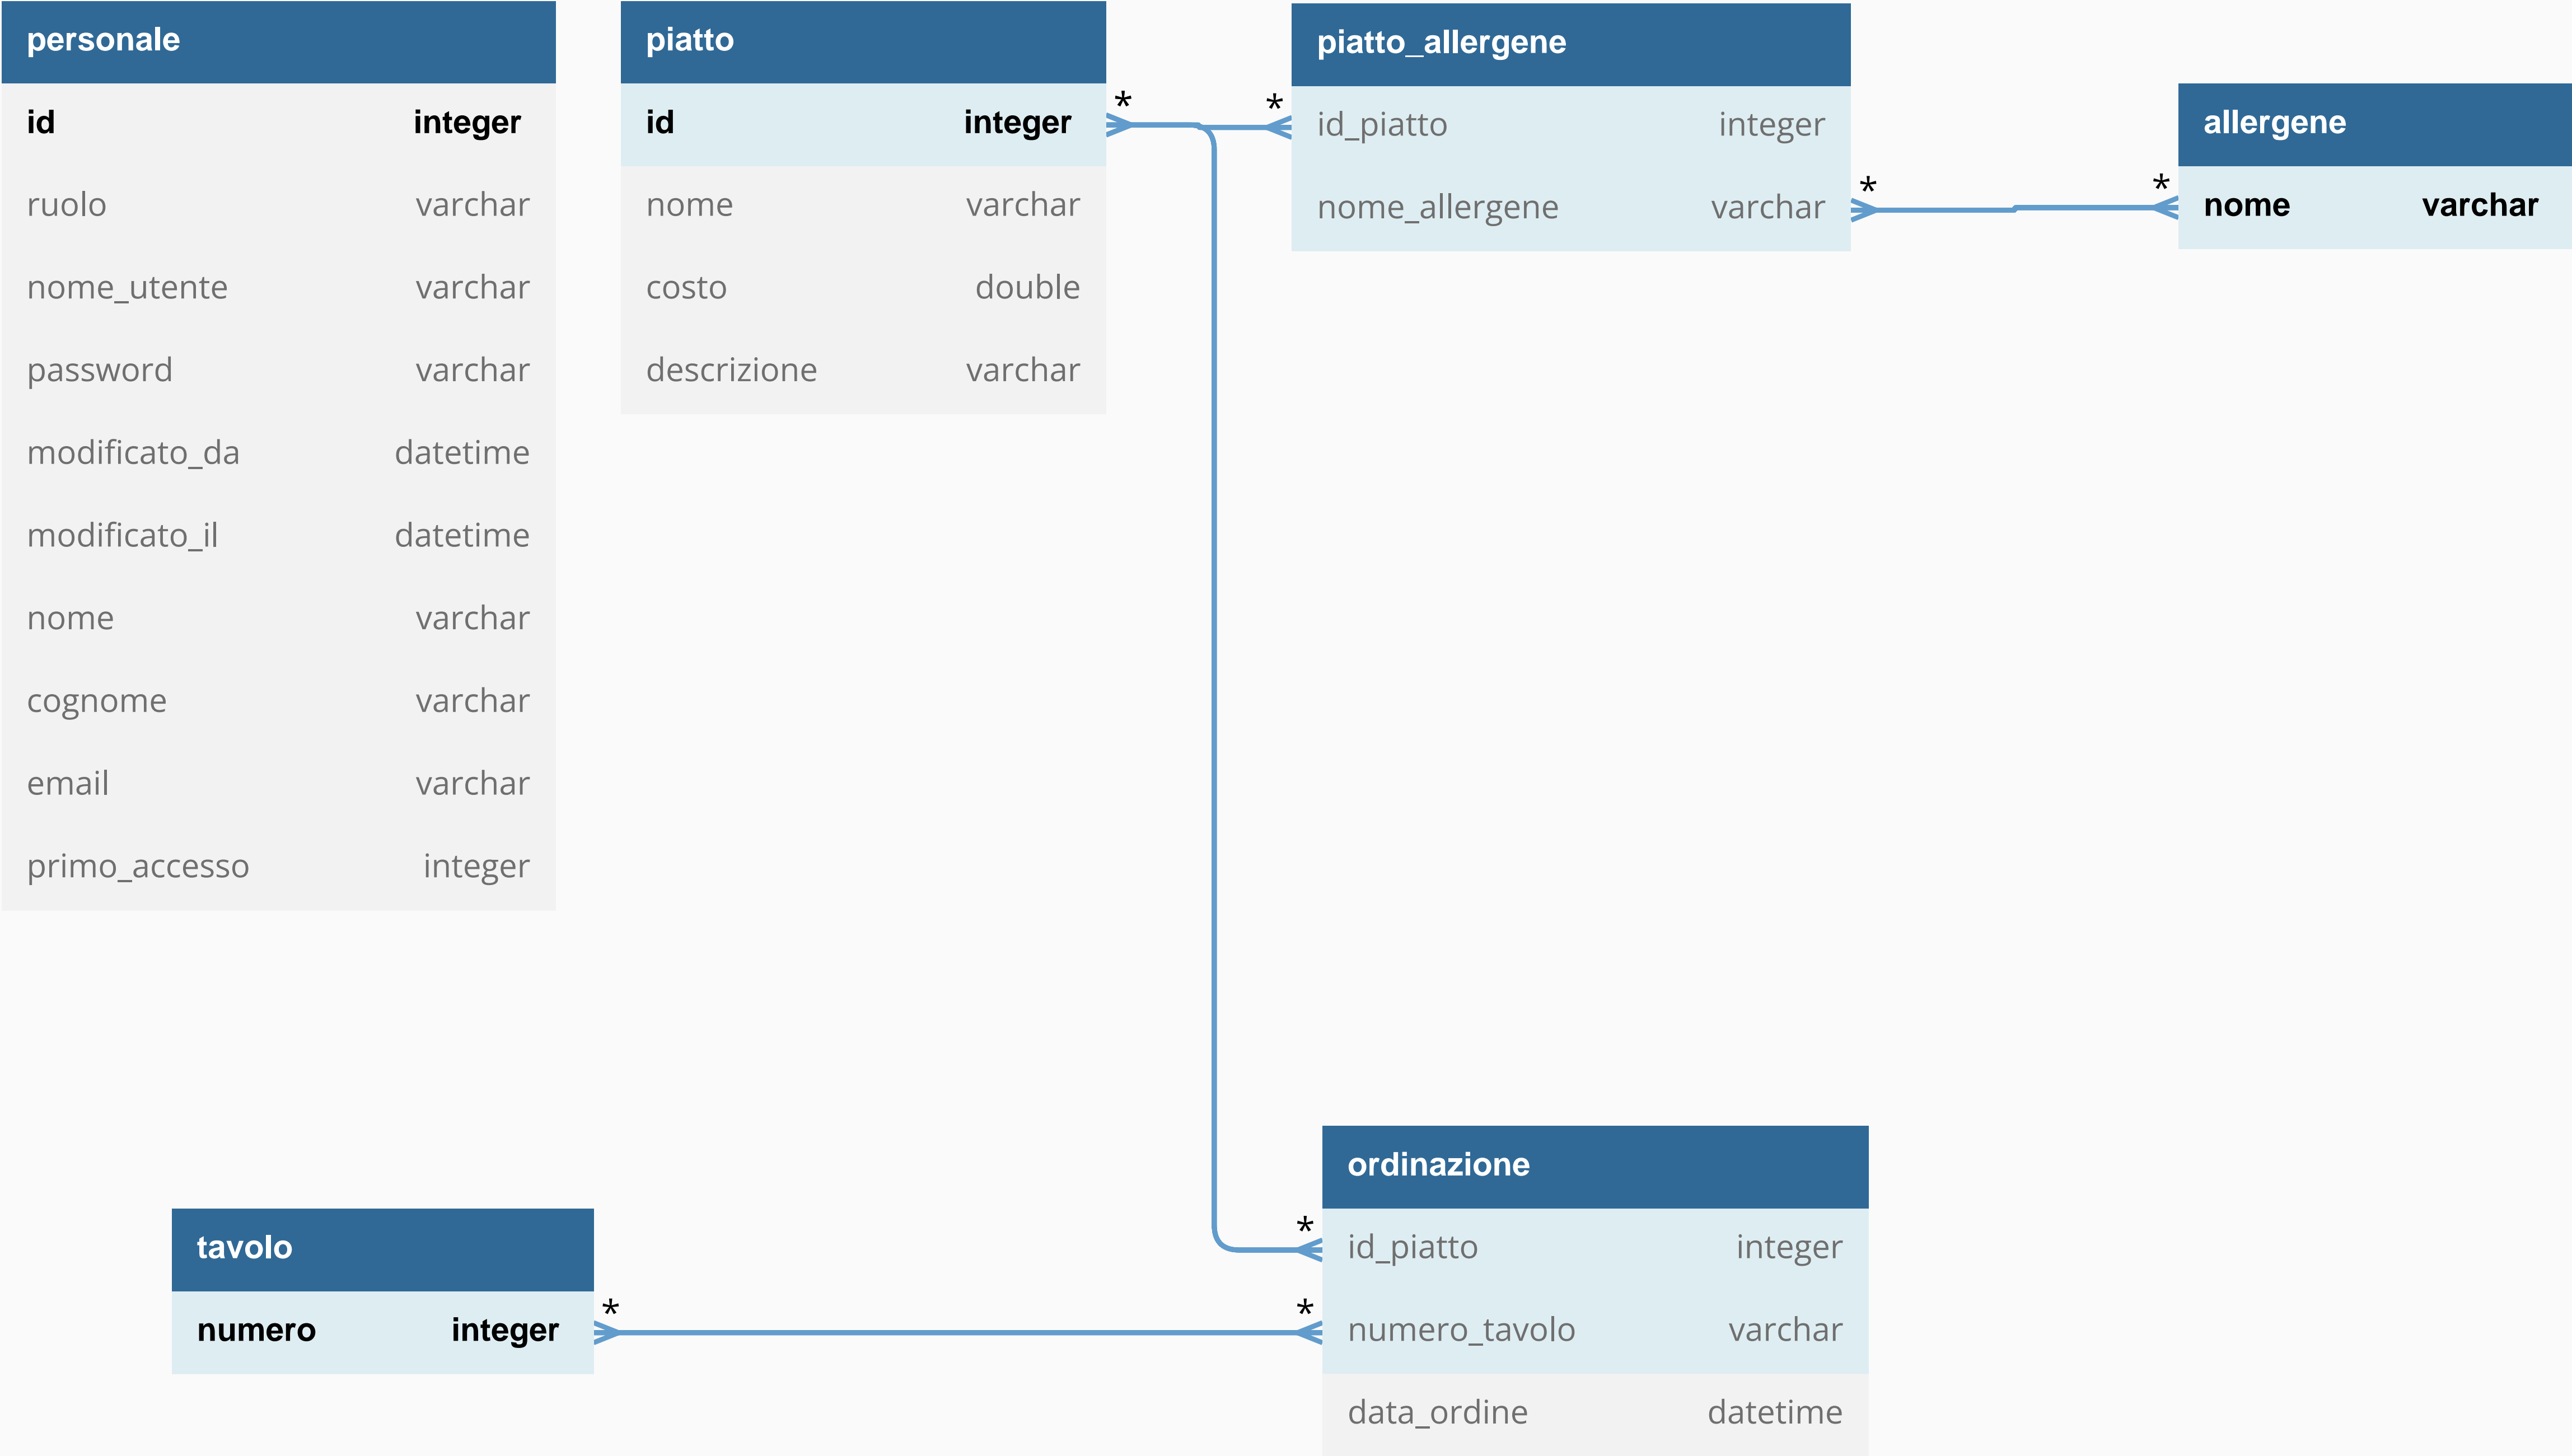 personale
id integer
ruolo varchar
nome_utente varchar
password varchar
modificato_da datetime
modificato_il datetime
nome varchar
cognome varchar
email varchar
primo_accesso integer
piatto
id integer
nome varchar
costo double
descrizione varchar
* *
piatto_allergene
id_piatto integer
nome_allergene varchar
* *
allergene
nome varchar
tavolo
numero integer
* *
*
ordinazione
id_piatto integer
numero_tavolo varchar
data_ordine datetime